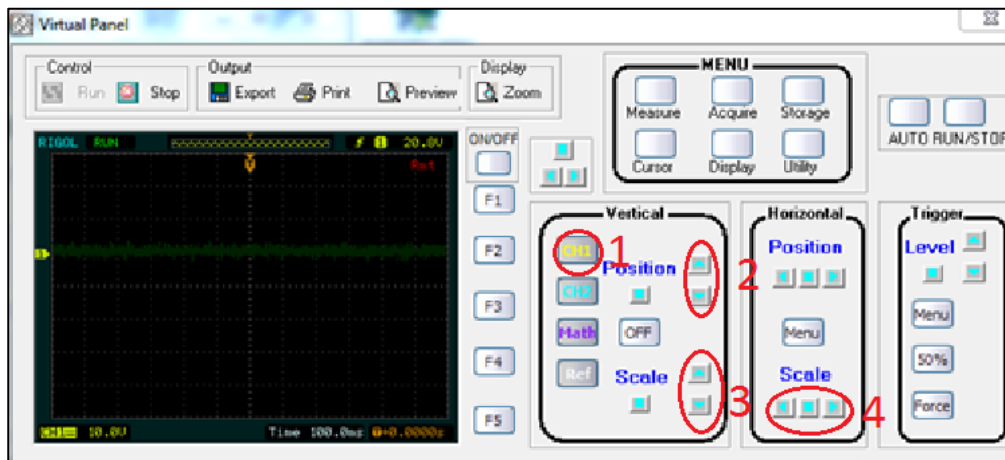 Virtual Panel
Control
Run Stop
Output
Export Print Preview
Display
Zoom
MENU
Measure Acquire Storage
Cursor Display Utility
AUTO RUN/STOP
RIGOL RUN 20.0V
ON/OFF
F1
F2
F3
F4
F5
Vertical
CH1 1
Position 2
CH2
Math OFF
Ref Scale 3
Horizontal
Position
Menu
Scale
4
Trigger
Level
Menu
50%
Force
CH1 10.0V Time 100.0ms 0.0000s